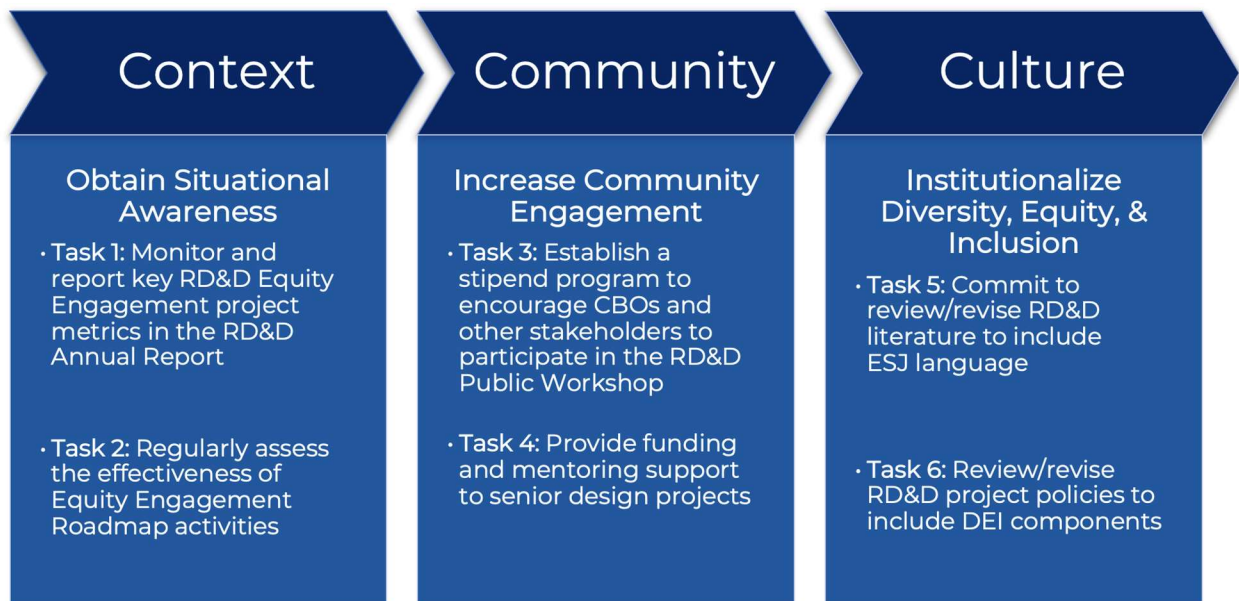 Context
Obtain Situational
Awareness
• Task 1: Monitor and
report key RD&D Equity
Engagement project
metrics in the RD&D
Annual Report
• Task 2: Regularly assess
the effectiveness of
Equity Engagement
Roadmap activities
Community
Increase Community
Engagement
• Task 3: Establish a
stipend program to
encourage CBOs and
other stakeholders to
participate in the RD&D
Public Workshop
• Task 4: Provide funding
and mentoring support
to senior design projects
Culture
Institutionalize
Diversity, Equity, &
Inclusion
• Task 5: Commit to
review/revise RD&D
literature to include
ESJ language
• Task 6: Review/revise
RD&D project policies to
include DEI components